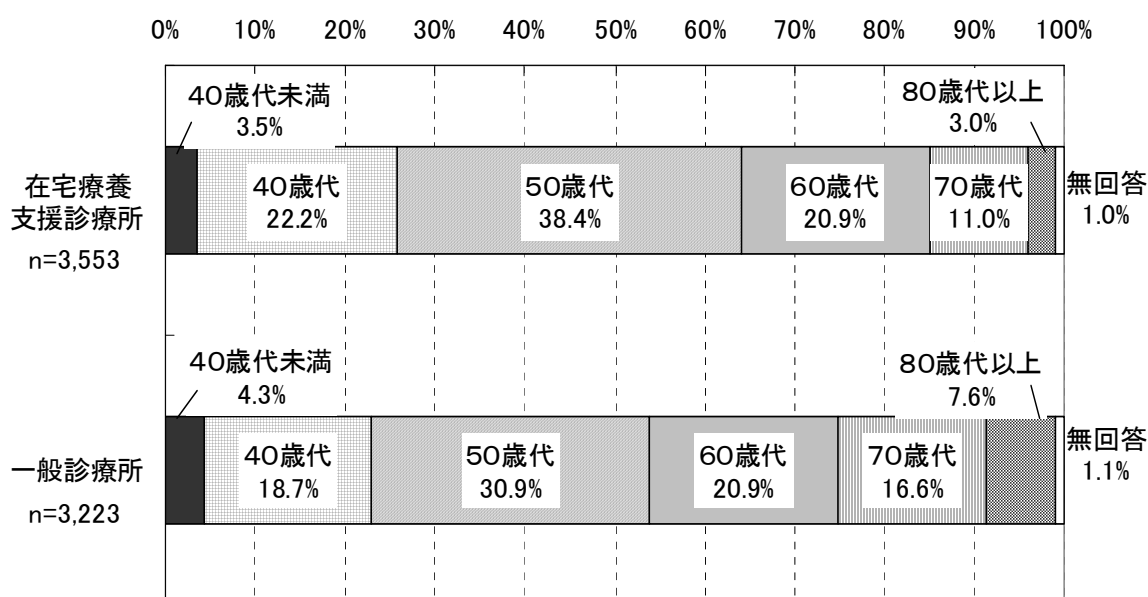 0% 10% 20% 30% 40% 50% 60% 70% 80% 90% 100%
40歳代未満
3.5%
80歳代以上
3.0%
在宅療養
支援診療所
n=3,553
40歳代
22.2%
50歳代
38.4%
60歳代
20.9%
70歳代
11.0%
無回答
1.0%
40歳代未満
4.3%
80歳代以上
7.6%
一般診療所
n=3,223
40歳代
18.7%
50歳代
30.9%
60歳代
20.9%
70歳代
16.6%
無回答
1.1%